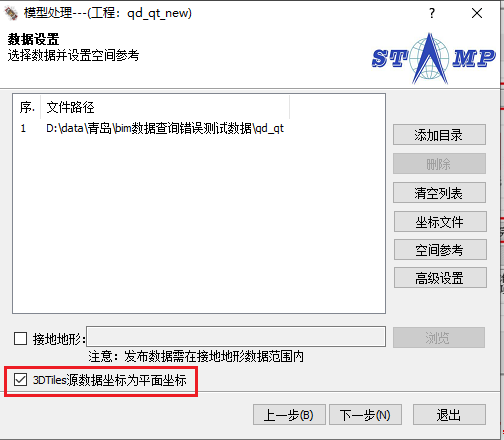 模型处理---(工程：qd_qt_new)
数据设置
选择数据并设置空间参考
STAMP
序. 文件路径
1 D:\data\青岛\bim数据查询错误测试数据\qd_qt
添加目录
删除
清空列表
坐标文件
空间参考
高级设置
接地地形：
浏览
注意：发布数据需在接地地形数据范围内
3DTiles源数据坐标为平面坐标
上一步(B) 下一步(N) 退出